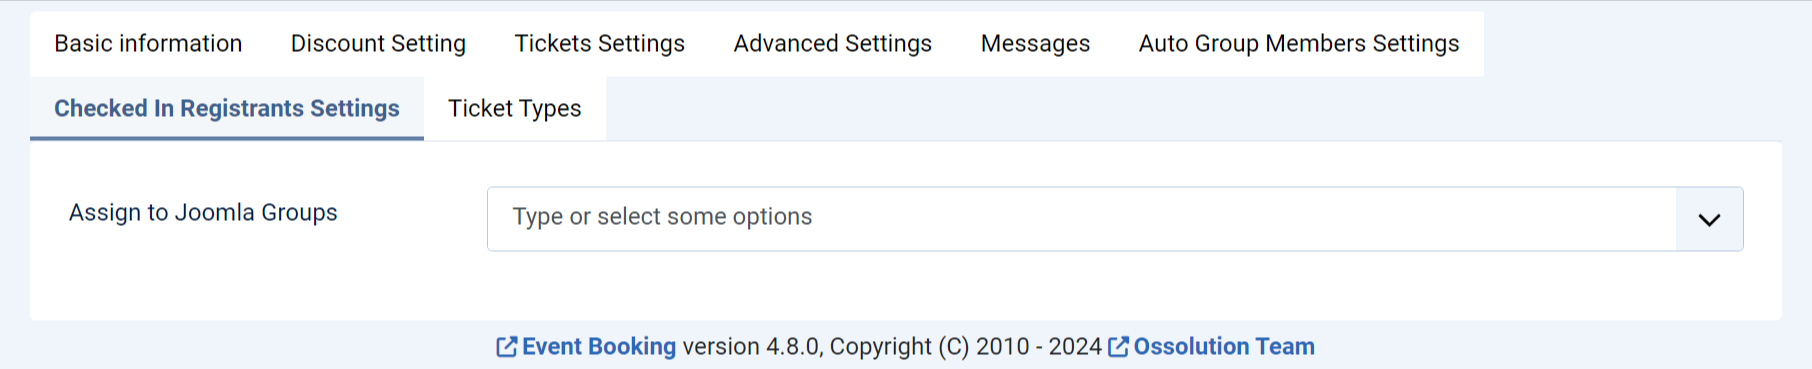 Basic information Discount Setting Tickets Settings Advanced Settings Messages Auto Group Members Settings
Checked In Registrants Settings Ticket Types
Assign to Joomla Groups Type or select some options
Event Booking version 4.8.0, Copyright (C) 2010 - 2024 Ossolution Team